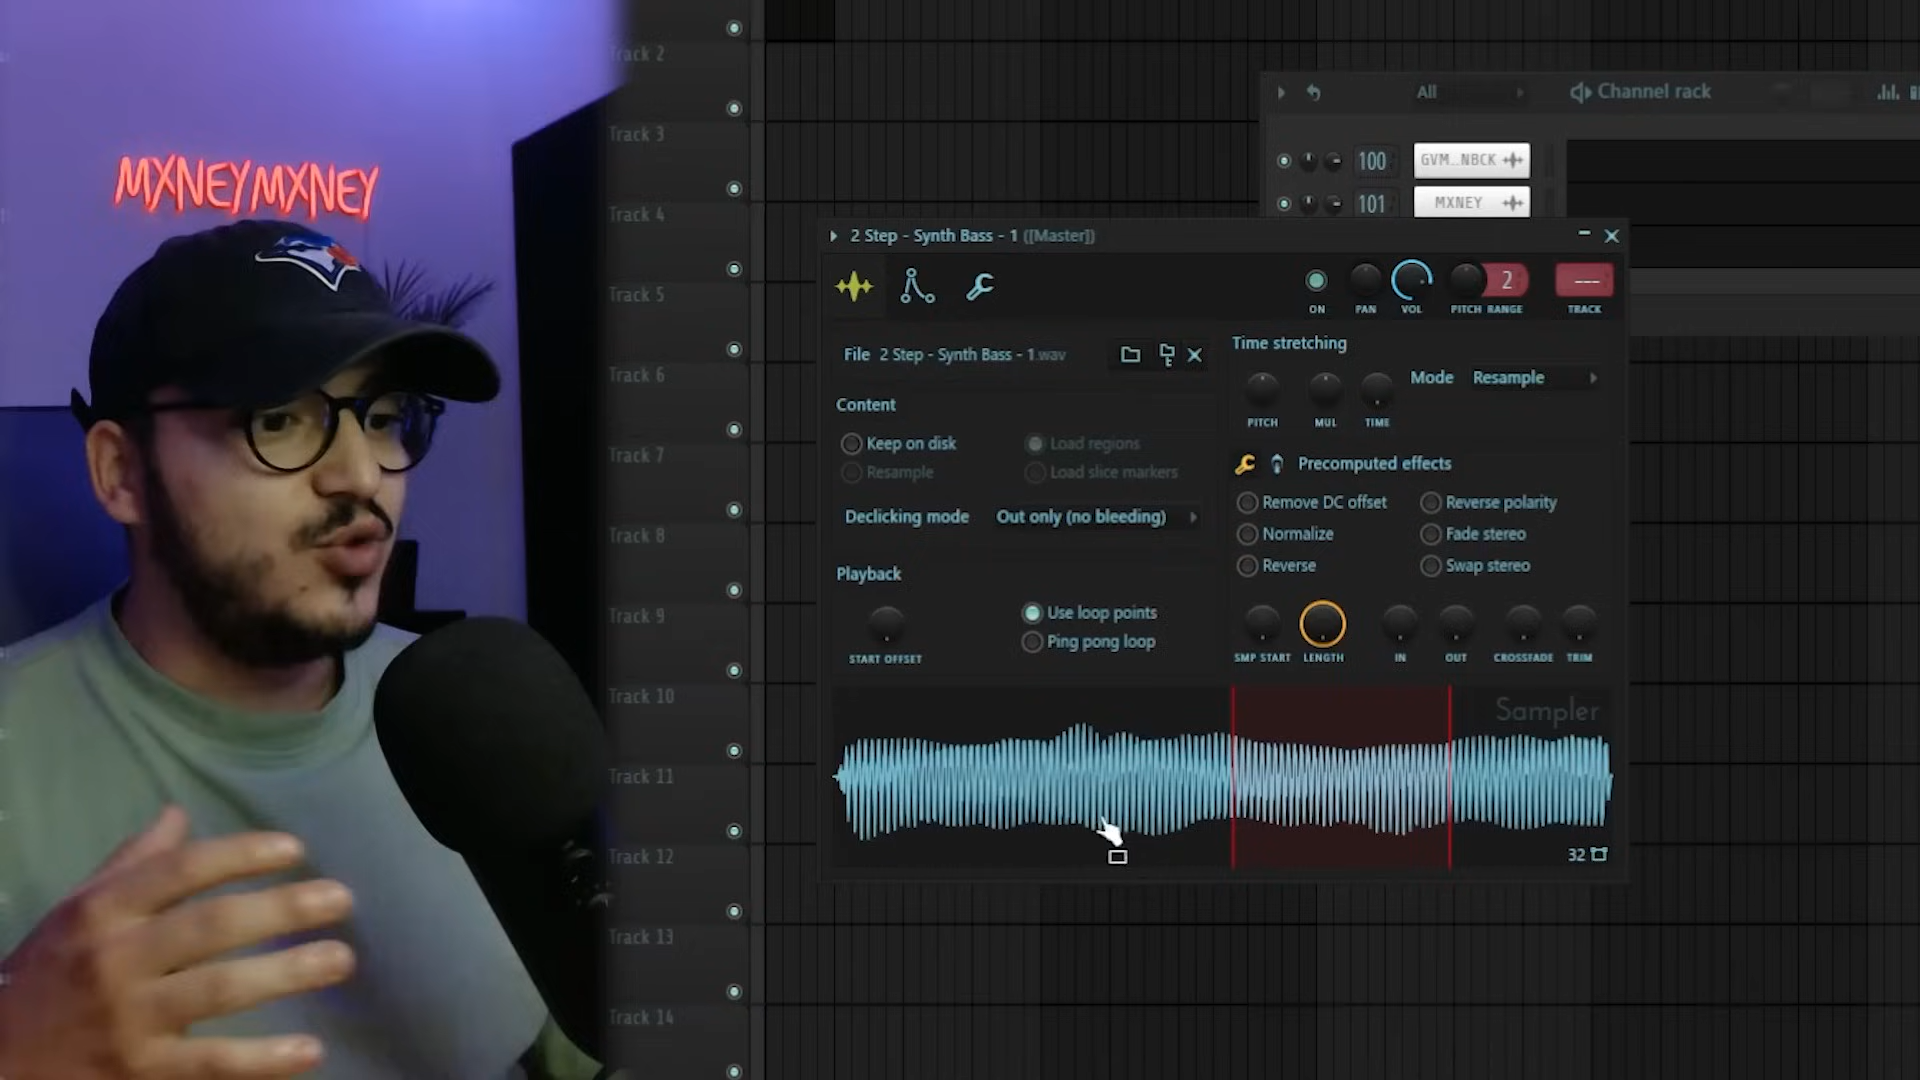 MXNEYMXNEY
Track 2
Track 3
Track 4
Track 5
Track 6
Track 7
Track 8
Track 9
Track 10
Track 11
Track 12
Track 13
Track 14
All
Channel rack
100 GVM...NBCK
101 MXNEY
2 Step - Synth Bass - 1 ([Master])
2
ON PAN VOL PITCH RANGE TRACK
File 2 Step - Synth Bass - 1.wav
Content
Keep on disk Load regions
Resample Load slice markers
Declicking mode Out only (no bleeding)
Playback
Use loop points
Ping pong loop
START OFFSET
Time stretching
Mode Resample
PITCH MUL TIME
Precomputed effects
Remove DC offset Reverse polarity
Normalize Fade stereo
Reverse Swap stereo
SMP START LENGTH IN OUT CROSSFADE TRIM
Sampler
32